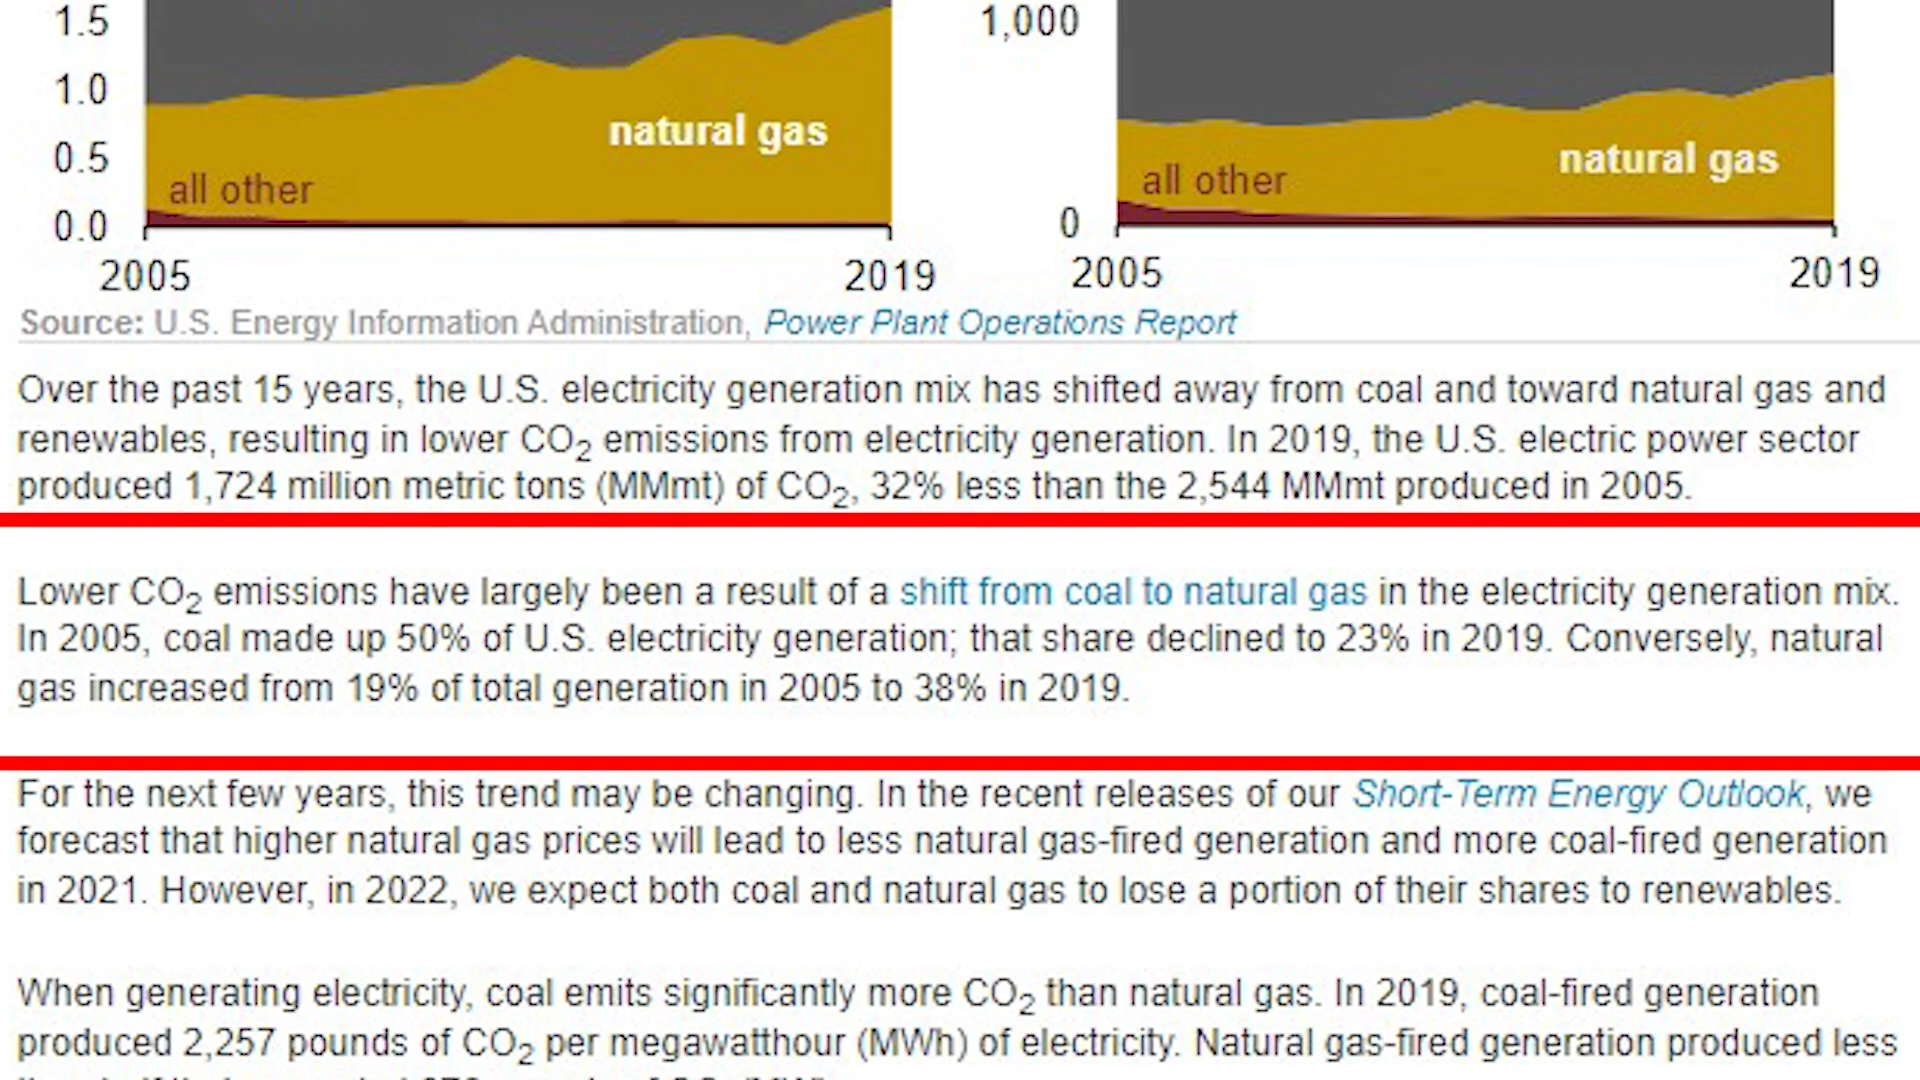 1.5
1,000
1.0
natural gas
0.5
natural gas
all other
all other
0.0
0
2005
2019
2005
2019
Source: U.S. Energy Information Administration, Power Plant Operations Report
Over the past 15 years, the U.S. electricity generation mix has shifted away from coal and toward natural gas and
renewables, resulting in lower CO₂ emissions from electricity generation. In 2019, the U.S. electric power sector
produced 1,724 million metric tons (MMmt) of CO₂, 32% less than the 2,544 MMmt produced in 2005.
Lower CO₂ emissions have largely been a result of a shift from coal to natural gas in the electricity generation mix.
In 2005, coal made up 50% of U.S. electricity generation; that share declined to 23% in 2019. Conversely, natural
gas increased from 19% of total generation in 2005 to 38% in 2019.
For the next few years, this trend may be changing. In the recent releases of our Short-Term Energy Outlook, we
forecast that higher natural gas prices will lead to less natural gas-fired generation and more coal-fired generation
in 2021. However, in 2022, we expect both coal and natural gas to lose a portion of their shares to renewables.
When generating electricity, coal emits significantly more CO₂ than natural gas. In 2019, coal-fired generation
produced 2,257 pounds of CO₂ per megawatthour (MWh) of electricity. Natural gas-fired generation produced less